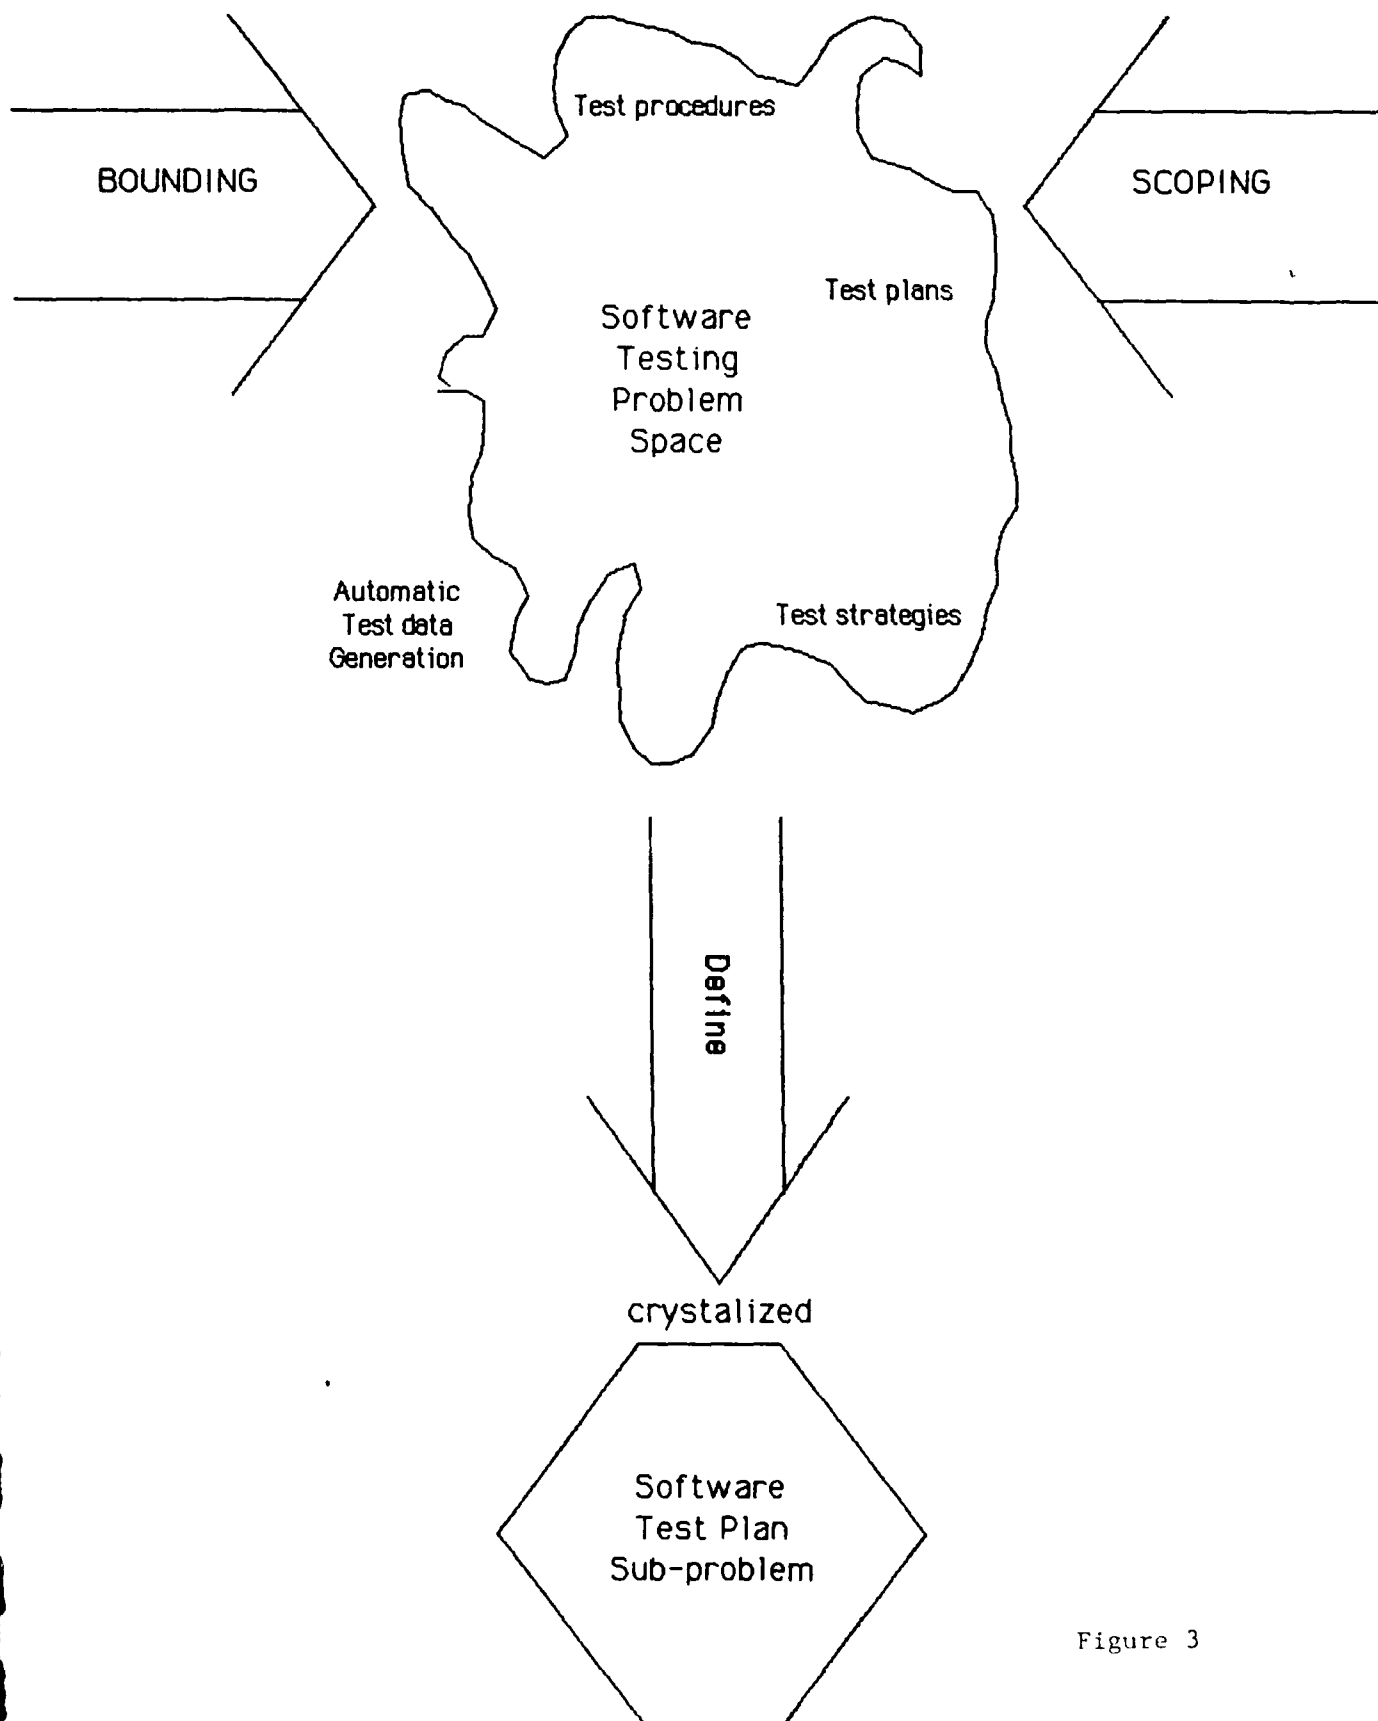 Test procedures
BOUNDING
SCOPING
Test plans
Software
Testing
Problem
Space
Automatic
Test data
Generation
Test strategies
Define
crystalized
Software
Test Plan
Sub-problem
Figure 3